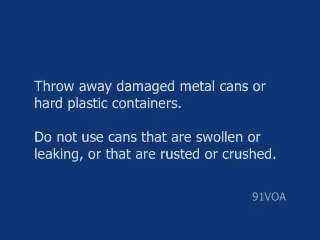 Throw away damaged metal cans or
hard plastic containers.
Do not use cans that are swollen or
leaking, or that are rusted or crushed.
91VOA